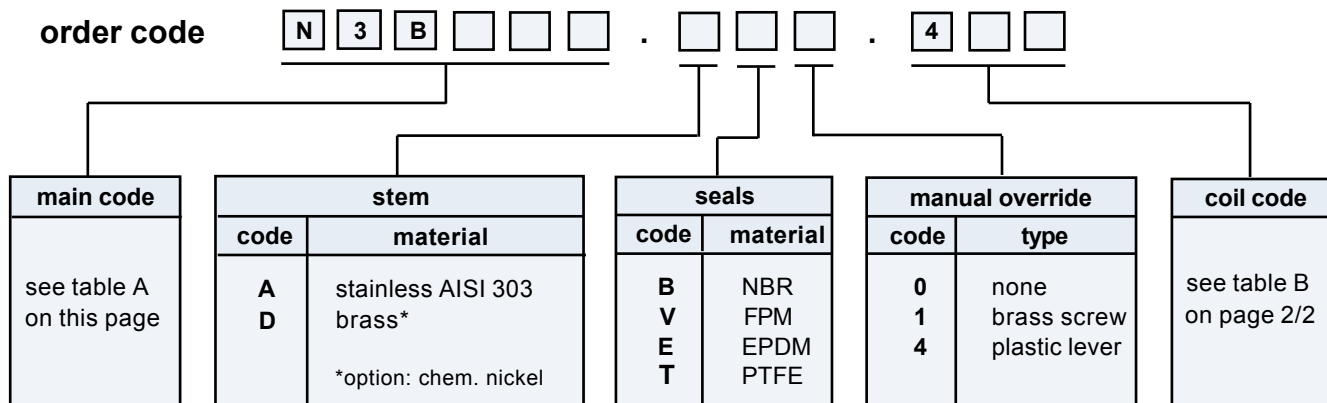 order code N 3 B . . 4
main code
see table A
on this page
stem
code material
A stainless AISI 303
D brass*
*option: chem. nickel
seals
code material
B NBR
V FPM
E EPDM
T PTFE
manual override
code type
0 none
1 brass screw
4 plastic lever
coil code
see table B
on page 2/2